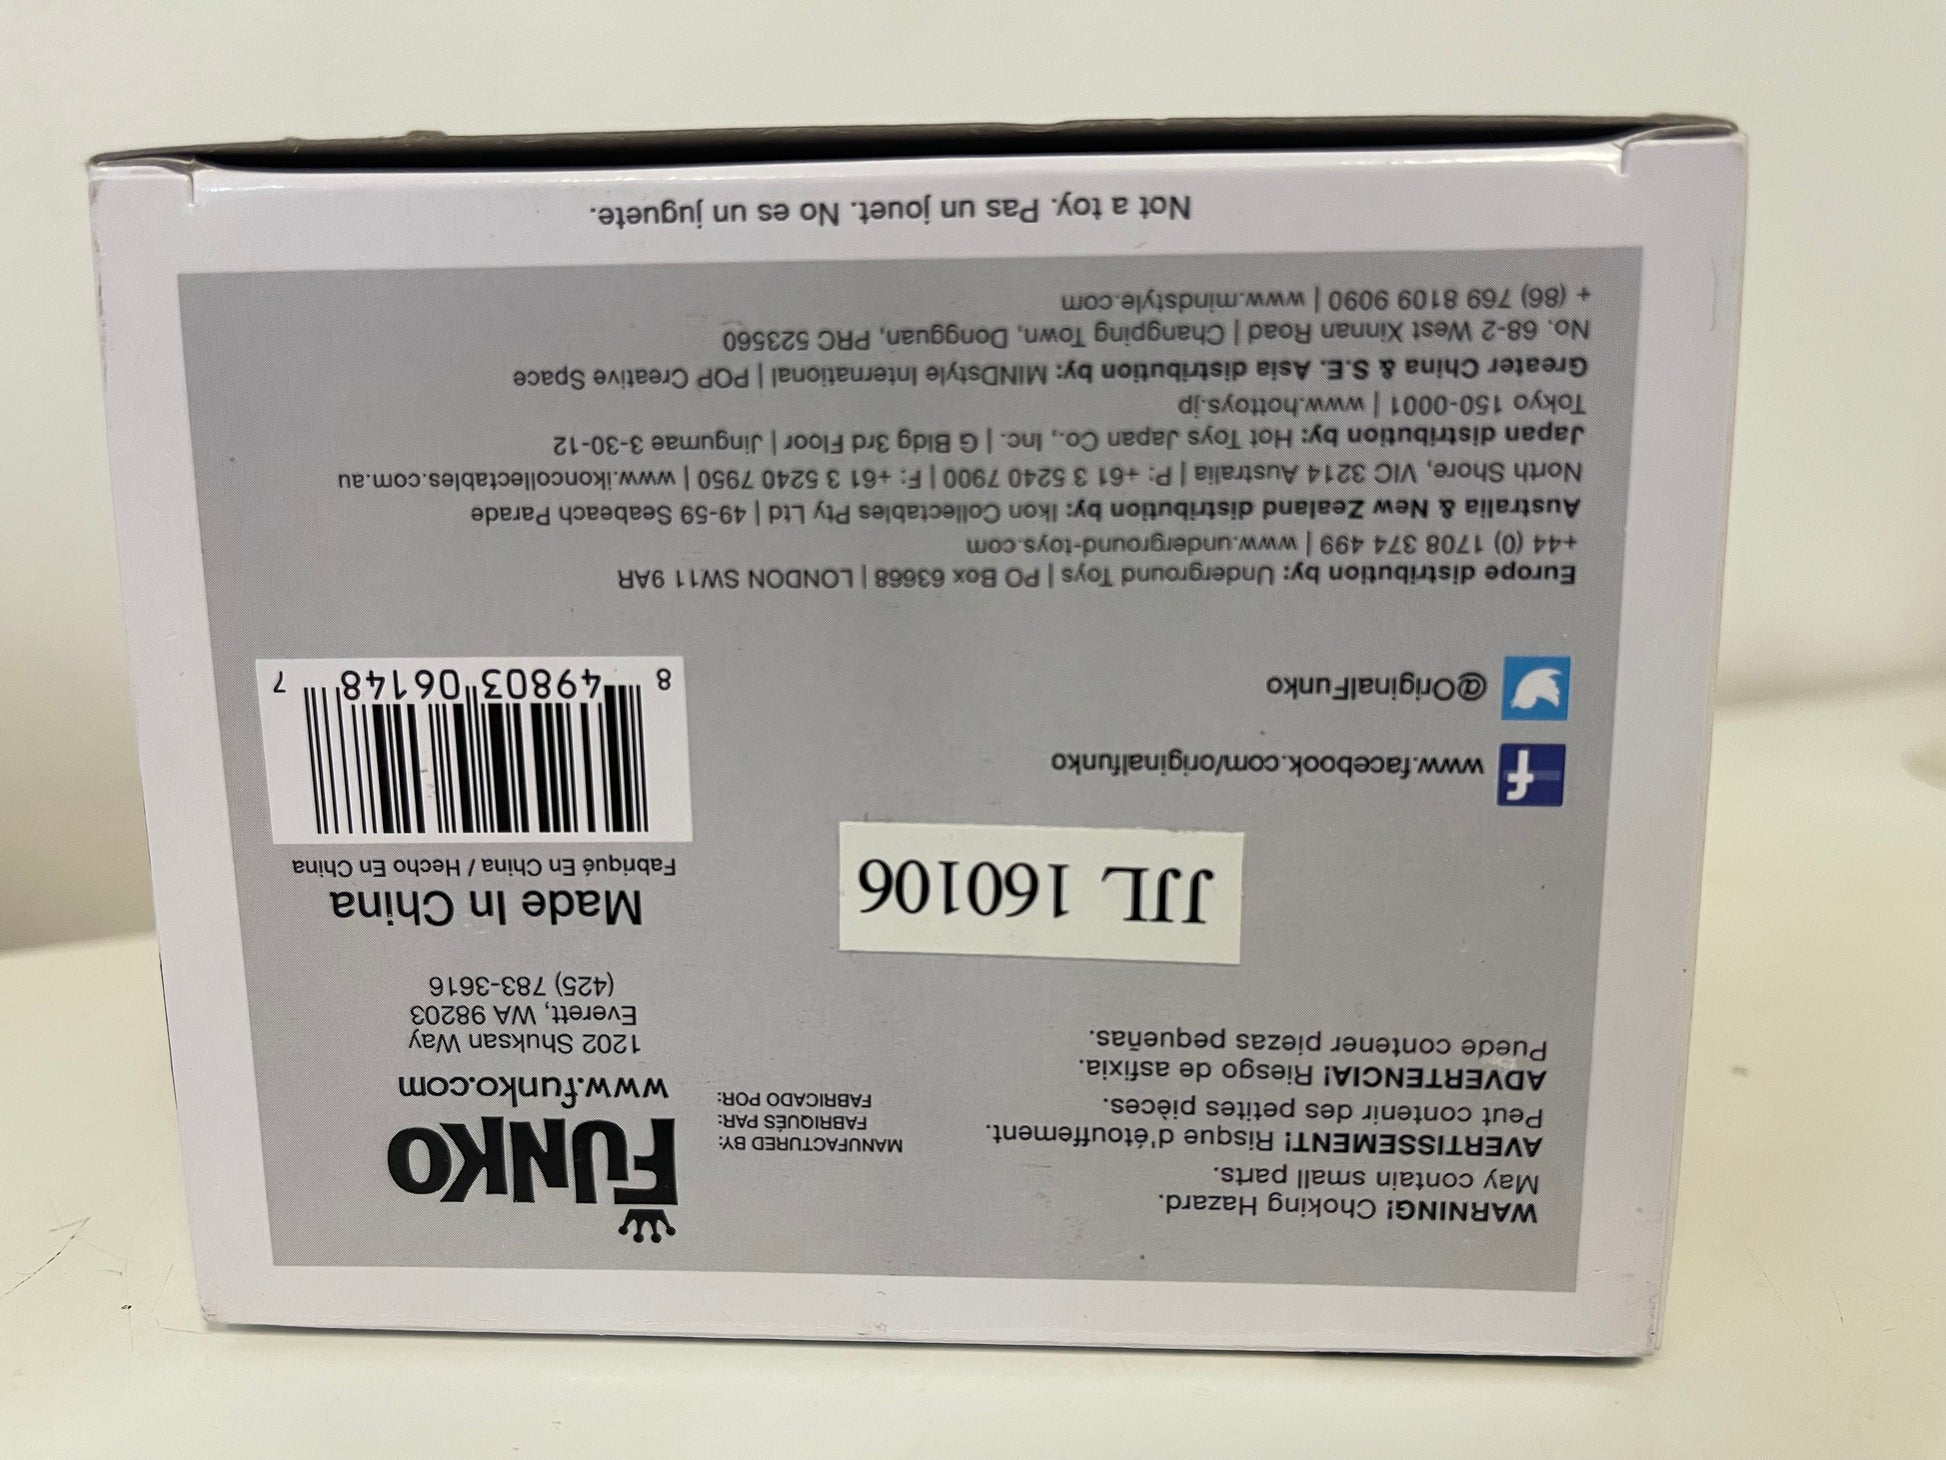 WARNING! Choking Hazard.
May contain small parts.
AVERTISSEMENT! Risque d'étouffement.
Peut contenir des petites pièces.
ADVERTENCIA! Riesgo de asfixia.
Puede contener piezas pequeñas.
MANUFACTURED BY:
FABRIQUÉS PAR:
FABRICADO POR:
FUNKO
www.funko.com
1202 Shuksan Way
Everett, WA 98203
(425) 783-3616
JJL 160106
Made In China
Fabriqué En China / Hecho En China
8 49803 06148 7
f www.facebook.com/originalfunko
@OriginalFunko
Europe distribution by: Underground Toys | PO Box 63668 | LONDON SW11 9AR
+44 (0) 1708 374 499 | www.underground-toys.com
Australia & New Zealand distribution by: Ikon Collectables Pty Ltd | 49-59 Seabeach Parade
North Shore, VIC 3214 Australia | P: +61 3 5240 7900 | F: +61 3 5240 7950 | www.ikoncollectables.com.au
Japan distribution by: Hot Toys Japan Co., Inc. | G Bldg 3rd Floor | Jingumae 3-30-12
Tokyo 150-0001 | www.hottoys.jp
Greater China & S.E. Asia distribution by: MINDstyle International | POP Creative Space
No. 68-2 West Xinnan Road | Changping Town, Dongguan, PRC 523560
+ (86) 769 8109 9090 | www.mindstyle.com
Not a toy. Pas un jouet. No es un juguete.